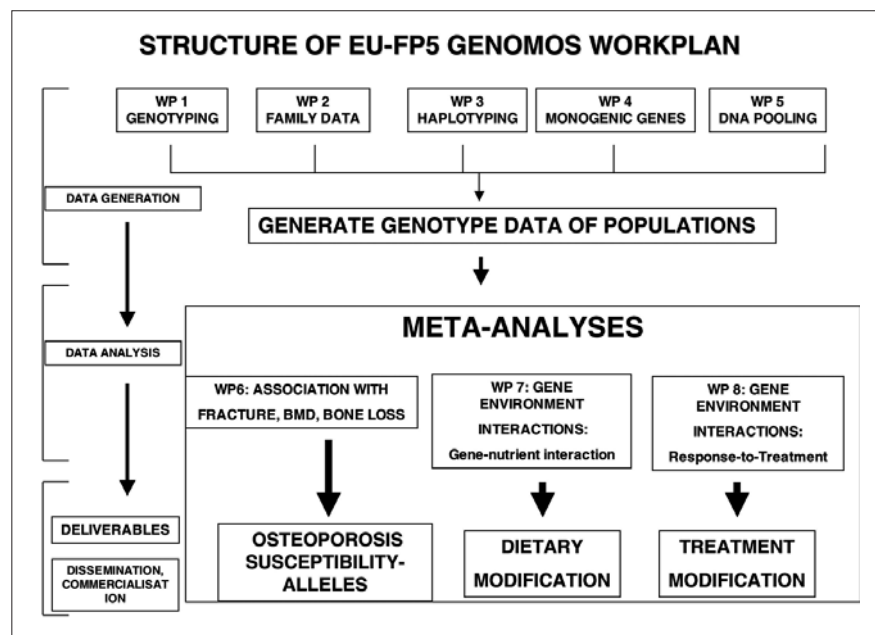 STRUCTURE OF EU-FP5 GENOMOS WORKPLAN
WP 1
GENOTYPING
WP 2
FAMILY DATA
WP 3
HAPLOTYPING
WP 4
MONOGENIC GENES
WP 5
DNA POOLING
DATA GENERATION
GENERATE GENOTYPE DATA OF POPULATIONS
META-ANALYSES
DATA ANALYSIS
WP6: ASSOCIATION WITH
FRACTURE, BMD, BONE LOSS
WP 7: GENE
ENVIRONMENT
INTERACTIONS:
Gene-nutrient interaction
WP 8: GENE
ENVIRONMENT
INTERACTIONS:
Response-to-Treatment
DELIVERABLES
DISSEMINATION,
COMMERCIALISAT
ION
OSTEOPOROSIS
SUSCEPTIBILITY-
ALLELES
DIETARY
MODIFICATION
TREATMENT
MODIFICATION